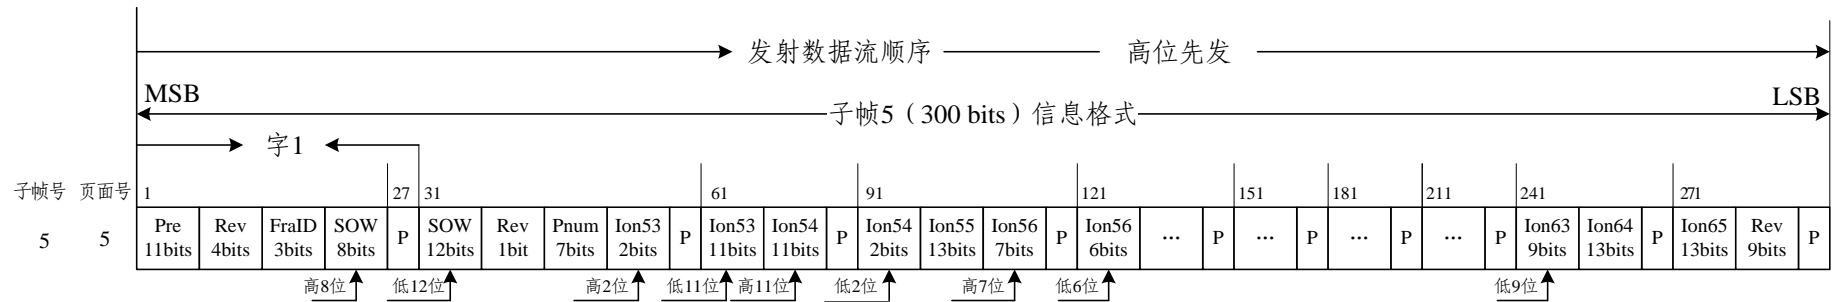 发射数据流顺序 高位先发
MSB LSB
子帧5（300 bits）信息格式
字1
子帧号 页面号 1 27 31 61 91 121 151 181 211 241 271
5 5 Pre Rev FraID SOW P SOW Rev Pnum Ion53 P Ion53 Ion54 P Ion54 Ion55 Ion56 P Ion56 … P … P … P … P Ion63 Ion64 P Ion65 Rev P
11bits 4bits 3bits 8bits 12bits 1bit 7bits 2bits 11bits 11bits 2bits 13bits 7bits 6bits 9bits 13bits 13bits 9bits
高8位 低12位 高2位 低11位 高11位 低2位 高7位 低6位 低9位